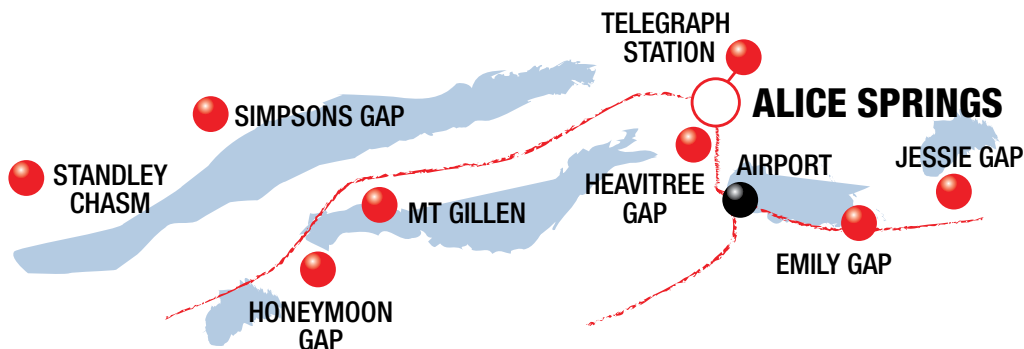 TELEGRAPH
STATION
ALICE SPRINGS
SIMPSONS GAP
STANDLEY
CHASM
MT GILLEN
HEAVITREE
GAP
AIRPORT
JESSIE GAP
EMILY GAP
HONEYMOON
GAP